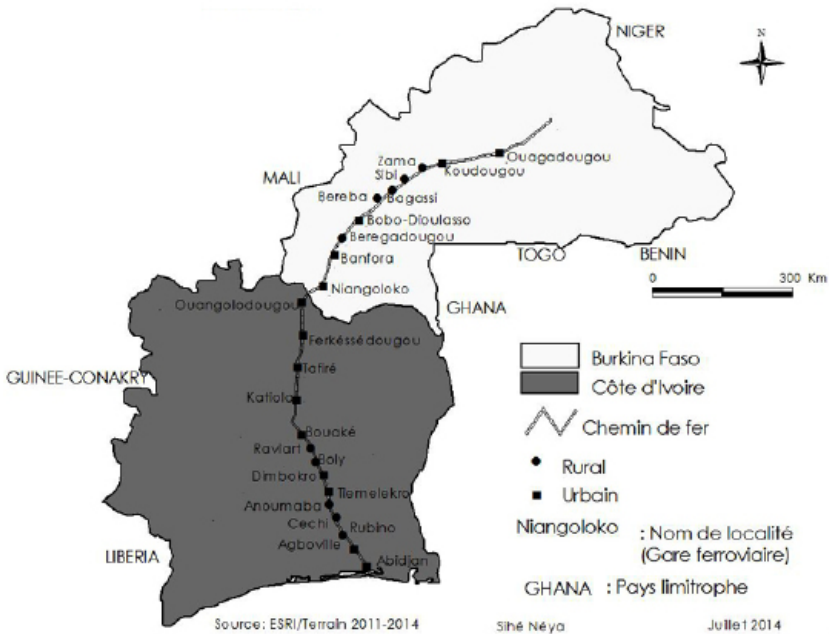 NIGER
N
Ouagadougou
Zama
Koudougou
Sibi
MALI
Bereba
Bagassi
Bobo-Dioulasso
Beregadougou
Banfora
TOGO
BENIN
0 300 Km
Niangoloko
GHANA
Ouangolodougou
Ferkéssédougou
GUINEE-CONAKRY
Tafiré
Katiola
Bouaké
Raviart
Boly
Dimbokro
Tiemelekro
Anoumaba
Cechi
Rubino
Agboville
Abidjan
LIBERIA
Burkina Faso
Côte d'Ivoire
Chemin de fer
Rural
Urbain
Niangoloko : Nom de localité
(Gare ferroviaire)
GHANA : Pays limitrophe
Source: ESRI/Terrain 2011-2014 Sihé Néya Juillet 2014